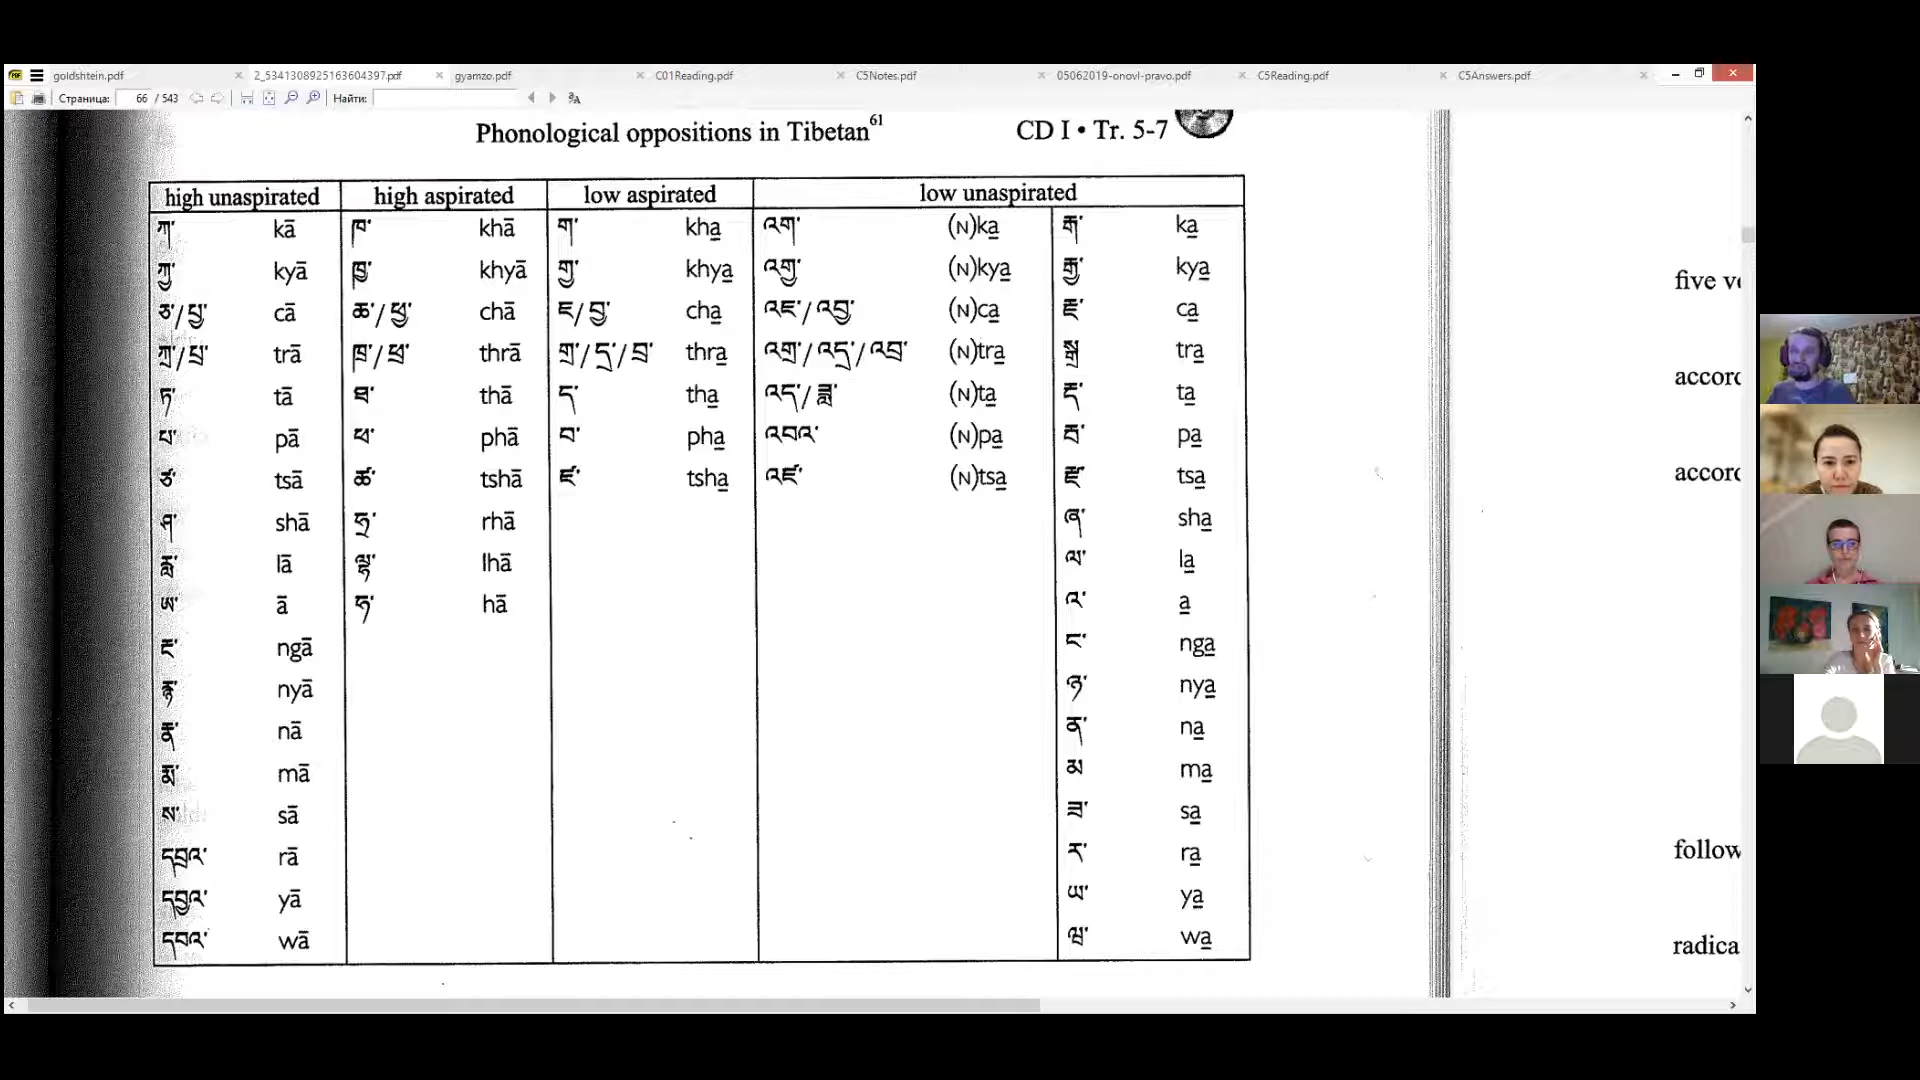 goldshtein.pdf 2_5341308925163604397.pdf gyamzo.pdf C01Reading.pdf C5Notes.pdf 05062019-onovl-pravo.pdf C5Reading.pdf C5Answers.pdf
Страница: 66 / 543 Найти:
Phonological oppositions in Tibetan61 CD I • Tr. 5-7
high unaspirated high aspirated low aspirated low unaspirated
ཀ་ kā ཁ་ khā ག་ kha̱ འག་ (N)ka̱ རྒ་ ka̱
ཀྱ་ kyā ཁྱ་ khyā གྱ་ khya̱ འགྱ་ (N)kya̱ རྒྱ་ kya̱
ཅ་/པྱ་ cā ཆ་/ཕྱ་ chā ཇ/བྱ་ cha̱ འཇ་/འབྱ་ (N)ca̱ རྗ་ ca̱
ཀྲ་/པྲ་ trā ཁྲ་/ཕྲ་ thrā གྲ་/དྲ་/བྲ་ thra̱ འགྲ་/འདྲ་/འབྲ་ (N)tra̱ སྒྲ tra̱
ཏ་ tā ཐ་ thā ད་ tha̱ འད་/ཟླ་ (N)ta̱ རྡ་ ta̱
པ་ pā ཕ་ phā བ་ pha̱ འབའ་ (N)pa̱ རྦ་ pa̱
ཙ་ tsā ཚ་ tshā ཛ་ tsha̱ འཛ་ (N)tsa̱ རྫ་ tsa̱
ཤ་ shā ཧྲ་ rhā ཞ་ sha̱
རླ་ lā ལྷ་ lhā ལ་ la̱
ཨ་ ā ཧ་ hā འ་ a̱
རྔ་ ngā ང་ nga̱
རྙ་ nyā ཉ་ nya̱
རྣ་ nā ན་ na̱
རྨ་ mā མ ma̱
ས་ sā ཟ་ sa̱
དབྲའ་ rā ར་ ra̱
དབྱའ་ yā ཡ་ ya̱
དབའ་ wā ཝ་ wa̱
five
accord
accord
follow
radica